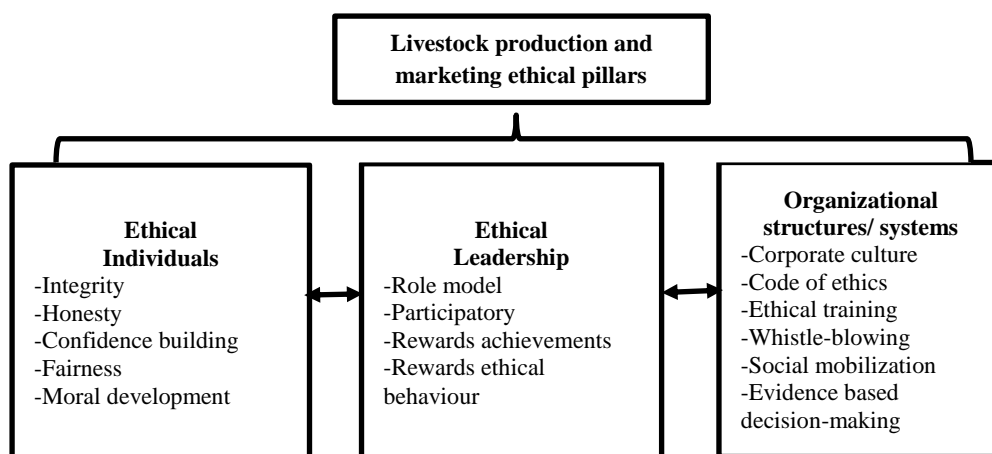 Livestock production and
marketing ethical pillars
Ethical
Individuals
-Integrity
-Honesty
-Confidence building
-Fairness
-Moral development
Ethical
Leadership
-Role model
-Participatory
-Rewards achievements
-Rewards ethical
behaviour
Organizational
structures/ systems
-Corporate culture
-Code of ethics
-Ethical training
-Whistle-blowing
-Social mobilization
-Evidence based
decision-making